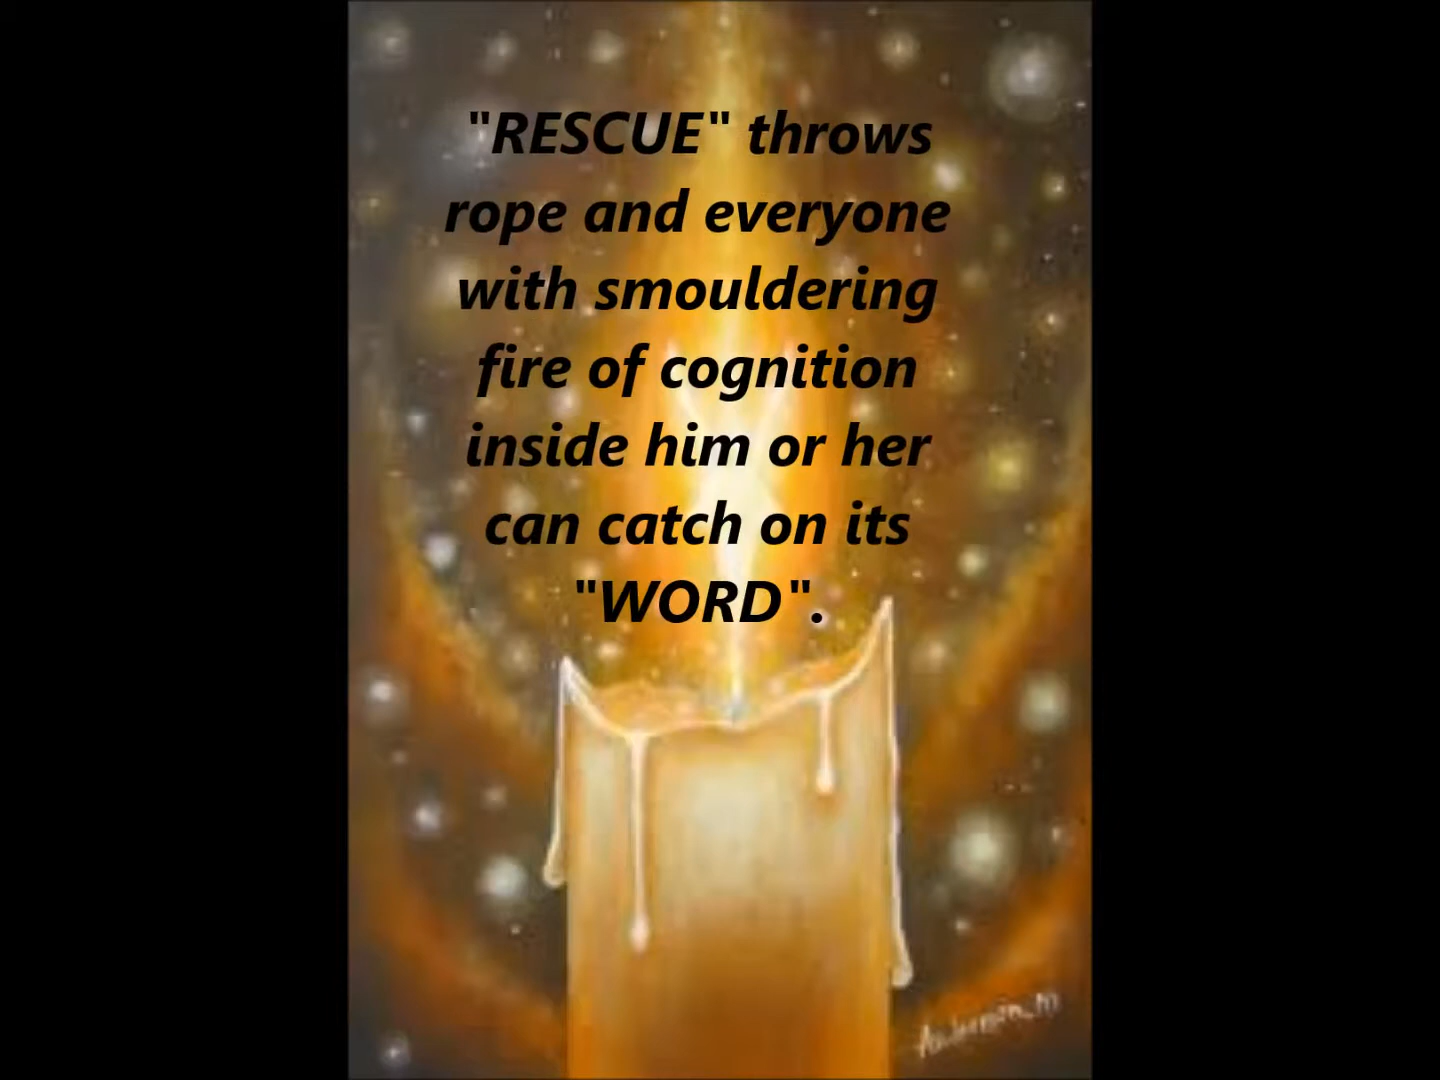 "RESCUE" throws
rope and everyone
with smouldering
fire of cognition
inside him or her
can catch on its
"WORD".